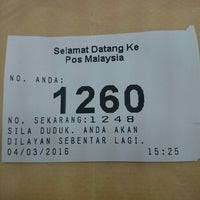 Selamat Datang Ke
Pos Malaysia
NO. ANDA:
1260
NO. SEKARANG:1248
SILA DUDUK. ANDA AKAN
DILAYAN SEBENTAR LAGI.
04/03/2016 15:25